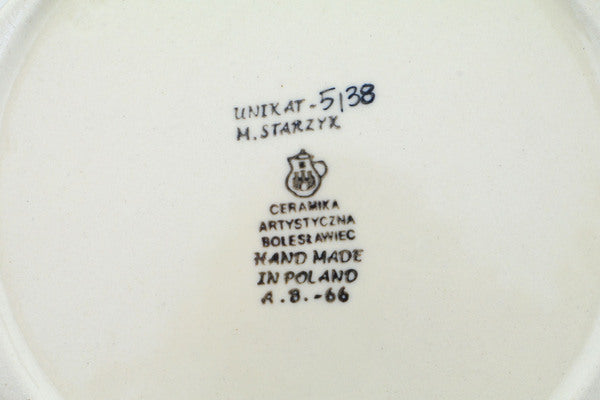 UNIKAT - 5138
M. STARZYK
CERAMIKA
ARTYSTYCZNA
BOLESŁAWIEC
HAND MADE
IN POLAND
A.B.-66